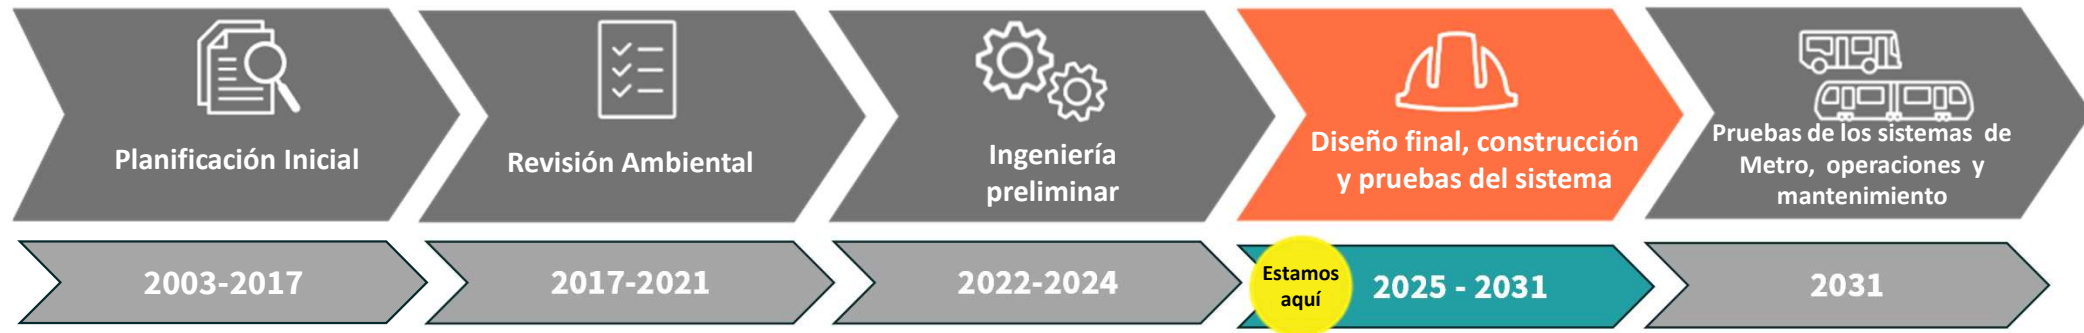 Planificación Inicial
Revisión Ambiental
Ingeniería
preliminar
Diseño final, construcción
y pruebas del sistema
Pruebas de los sistemas de
Metro, operaciones y
mantenimiento
2003-2017
2017-2021
2022-2024
Estamos
aquí
2025 - 2031
2031